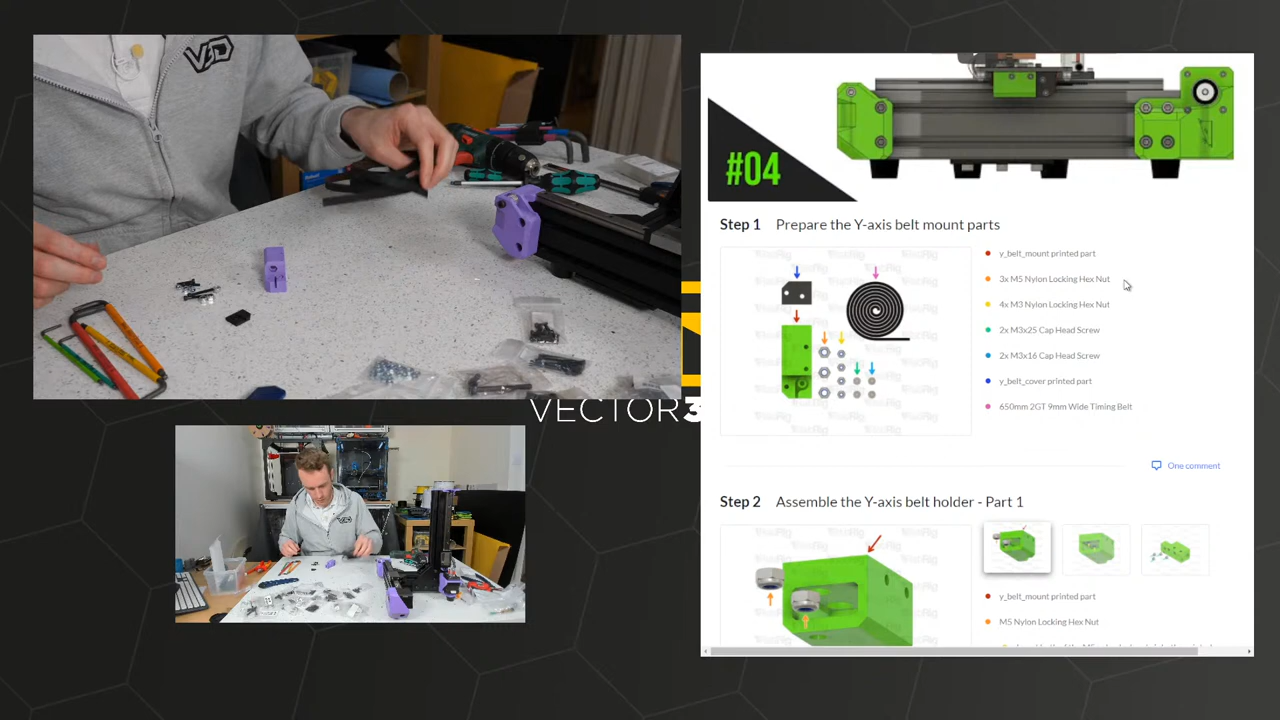 #04
Step 1 Prepare the Y-axis belt mount parts
y_belt_mount printed part
3x M5 Nylon Locking Hex Nut
4x M3 Nylon Locking Hex Nut
2x M3x25 Cap Head Screw
2x M3x16 Cap Head Screw
y_belt_cover printed part
650mm 2GT 9mm Wide Timing Belt
VECTOR3
One comment
Step 2 Assemble the Y-axis belt holder - Part 1
y_belt_mount printed part
M5 Nylon Locking Hex Nut